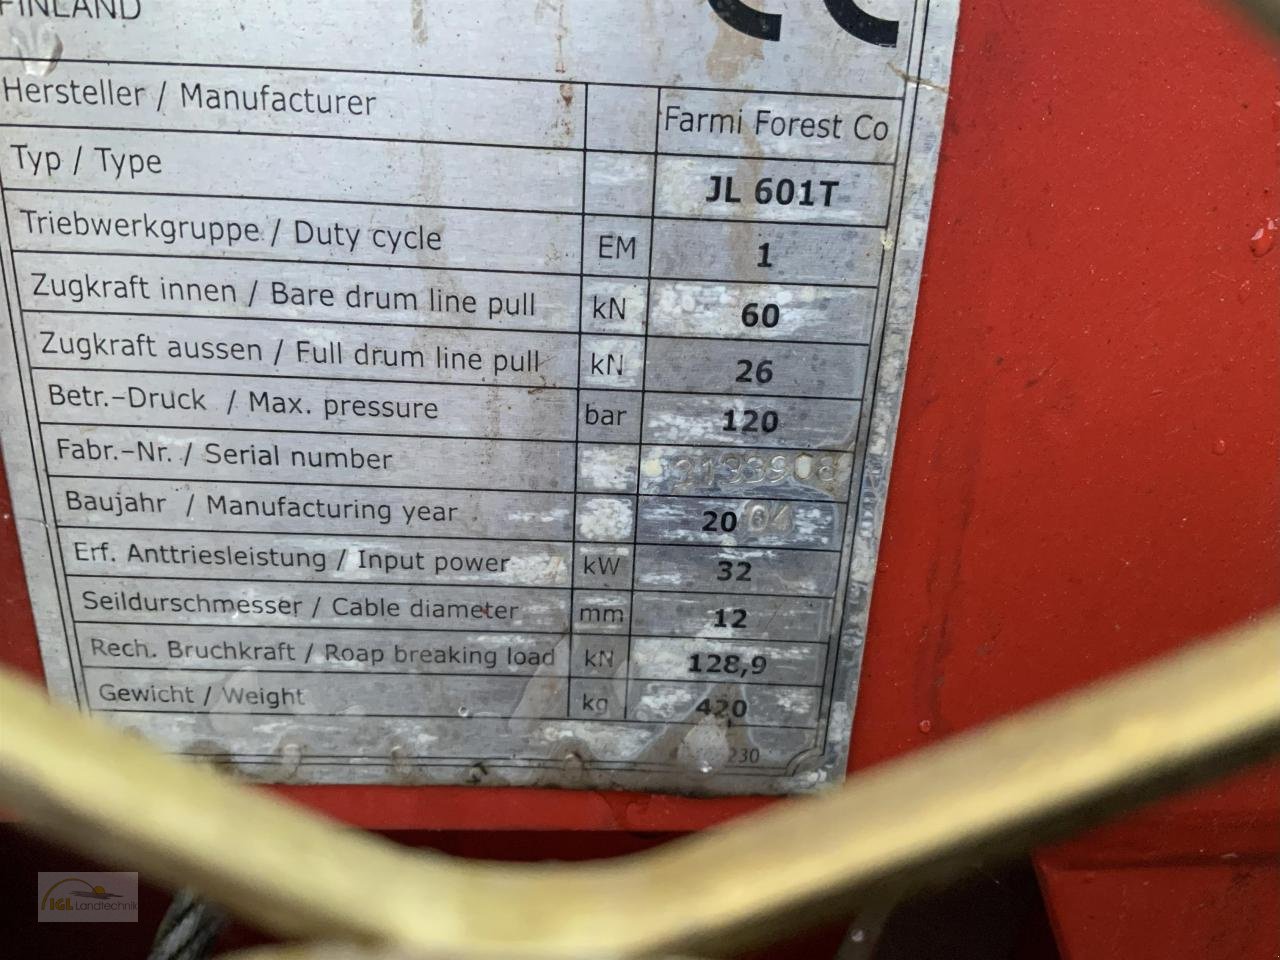 FINLAND
CE
Hersteller / Manufacturer Farmi Forest Co
Typ / Type JL 601T
Triebwerkgruppe / Duty cycle EM 1
Zugkraft innen / Bare drum line pull kN 60
Zugkraft aussen / Full drum line pull kN 26
Betr.-Druck / Max. pressure bar 120
Fabr.-Nr. / Serial number
Baujahr / Manufacturing year 2004
Erf. Anttriesleistung / Input power kW 32
Seildurschmesser / Cable diameter mm 12
Rech. Bruchkraft / Roap breaking load kN 128,9
Gewicht / Weight kg 420
IGL Landtechnik